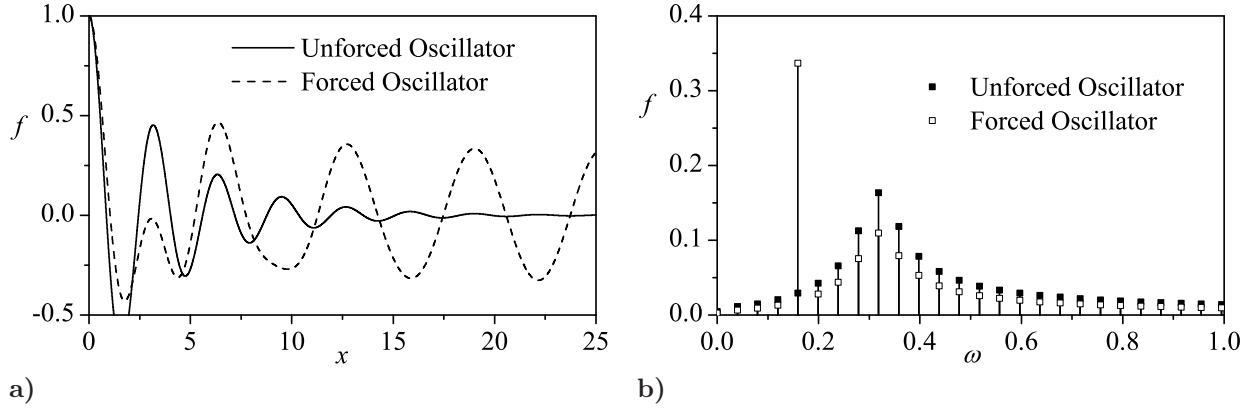 1.0
0.5
0.0
-0.5
f
Unforced Oscillator
Forced Oscillator
0 5 10 15 20 25
x
a)
0.4
0.3
0.2
0.1
0.0
f
Unforced Oscillator
Forced Oscillator
0.0 0.2 0.4 0.6 0.8 1.0
ω
b)